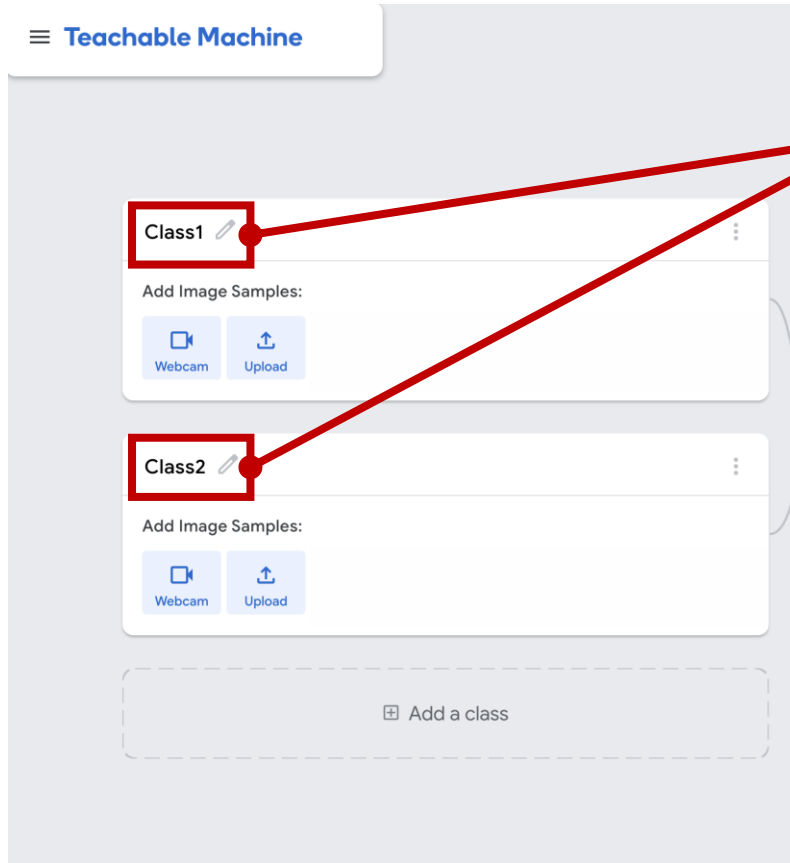 Teachable Machine
Class1
Add Image Samples:
Webcam Upload
Class2
Add Image Samples:
Webcam Upload
Add a class